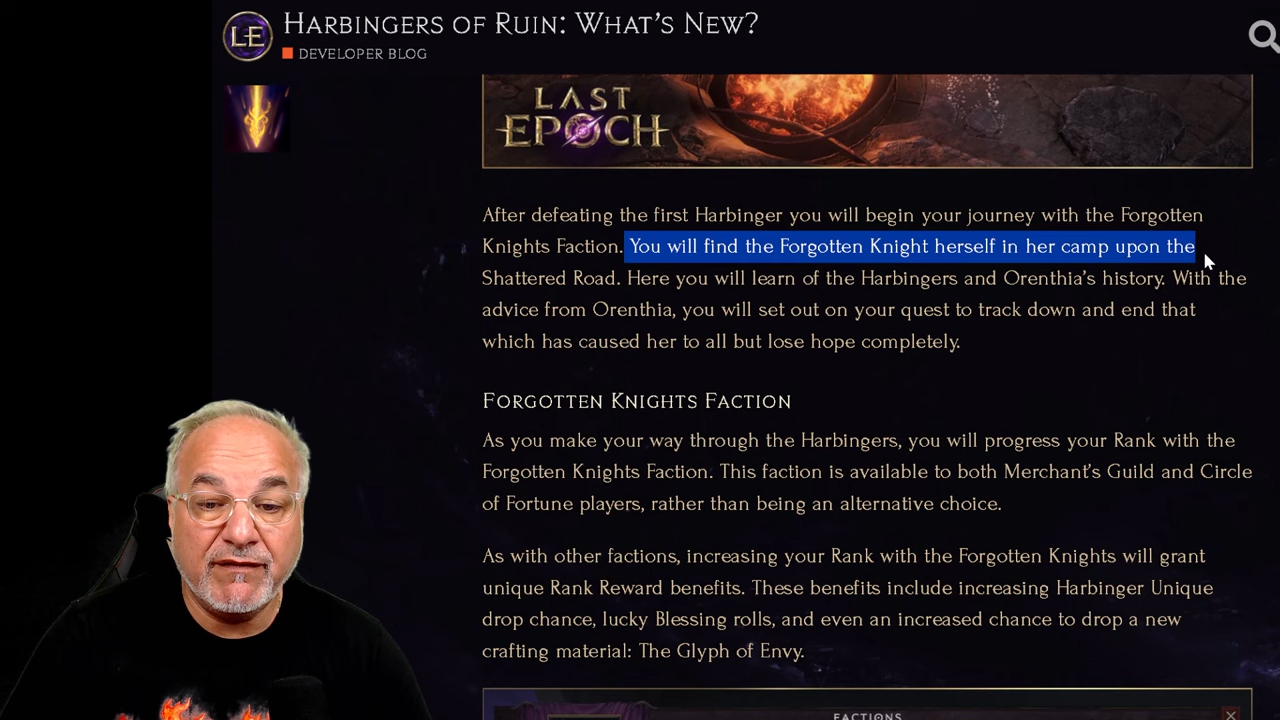 LE
HARBINGERS OF RUIN: WHAT'S NEW?
DEVELOPER BLOG
LAST
EPOCH
After defeating the first Harbinger you will begin your journey with the Forgotten
Knights Faction. You will find the Forgotten Knight herself in her camp upon the
Shattered Road. Here you will learn of the Harbingers and Orenthia's history. With the
advice from Orenthia, you will set out on your quest to track down and end that
which has caused her to all but lose hope completely.
FORGOTTEN KNIGHTS FACTION
As you make your way through the Harbingers, you will progress your Rank with the
Forgotten Knights Faction. This faction is available to both Merchant's Guild and Circle
of Fortune players, rather than being an alternative choice.
As with other factions, increasing your Rank with the Forgotten Knights will grant
unique Rank Reward benefits. These benefits include increasing Harbinger Unique
drop chance, lucky Blessing rolls, and even an increased chance to drop a new
crafting material: The Glyph of Envy.
FACTIONS